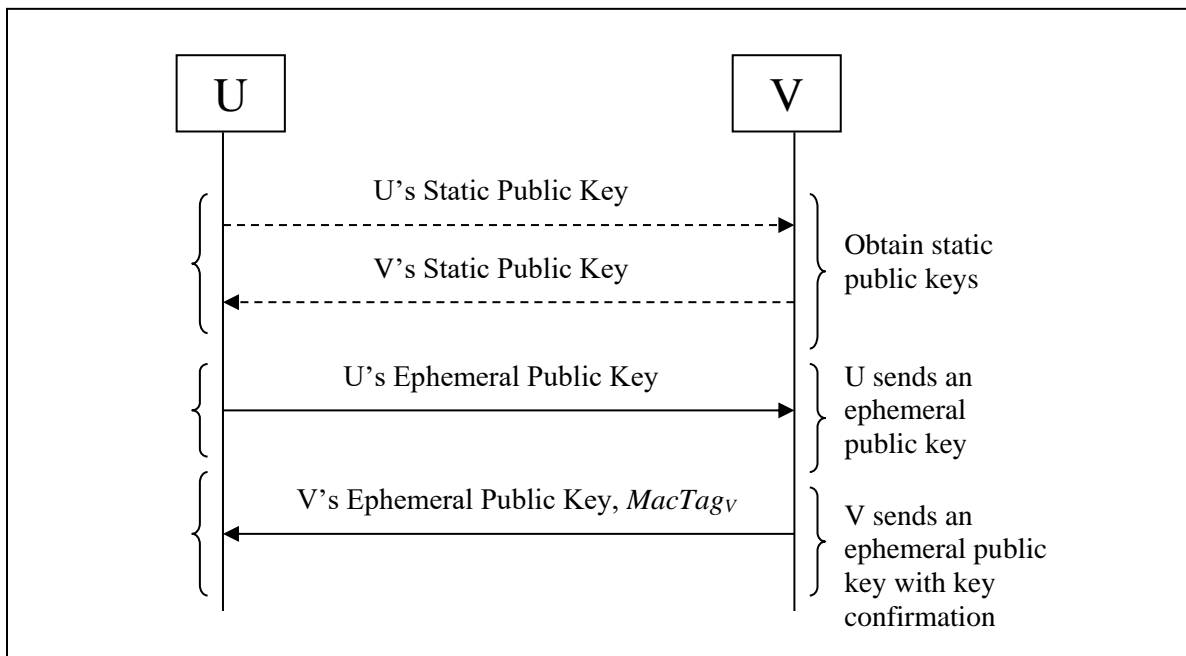 U
V
U’s Static Public Key
V’s Static Public Key
Obtain static
public keys
U’s Ephemeral Public Key
U sends an
ephemeral
public key
V’s Ephemeral Public Key, MacTagV
V sends an
ephemeral public
key with key
confirmation